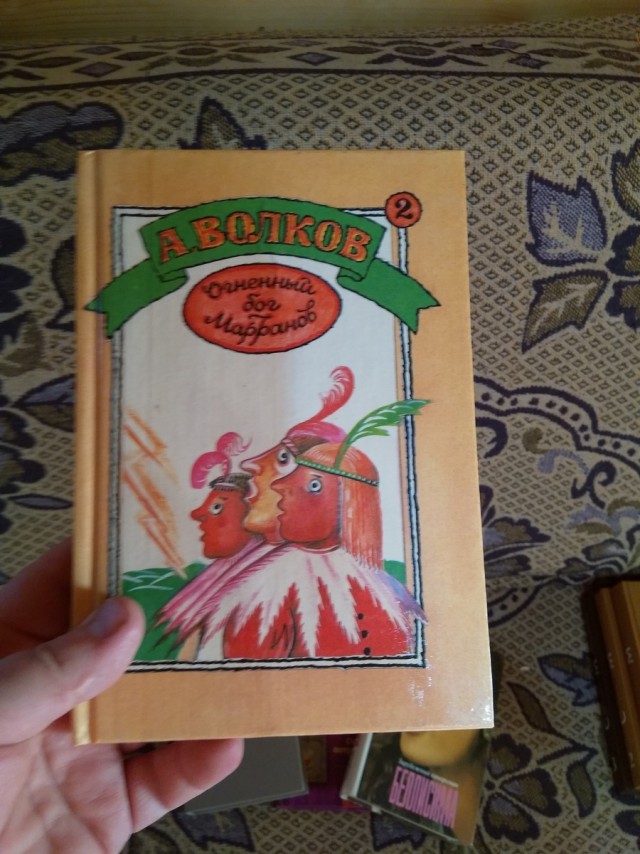 А. ВОЛКОВ
2
Огненный
бог
Марранов